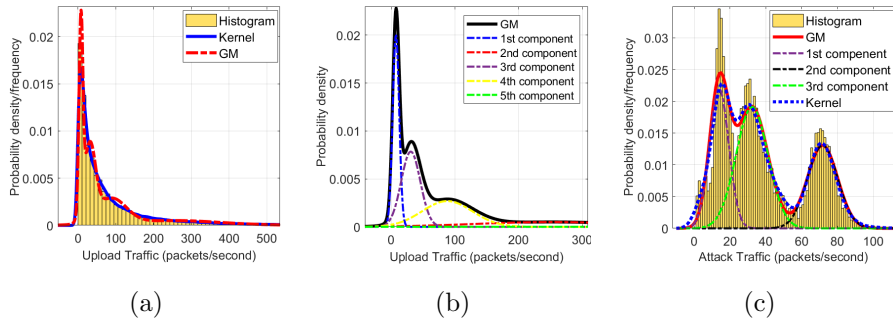 Histogram
Kernel
GM
0.02
0.015
0.01
0.005
0
0 100 200 300 400 500
Probability density/frequency
Upload Traffic (packets/second)
(a)
GM
1st component
2nd component
3rd component
4th component
5th component
0.02
0.015
0.01
0.005
0
0 100 200 300
Probability density
Upload Traffic (packets/second)
(b)
Histogram
GM
1st compenent
2nd component
3rd component
Kernel
0.03
0.025
0.02
0.015
0.01
0.005
0
0 20 40 60 80 100
Probability density/frequency
Attack Traffic (packets/second)
(c)